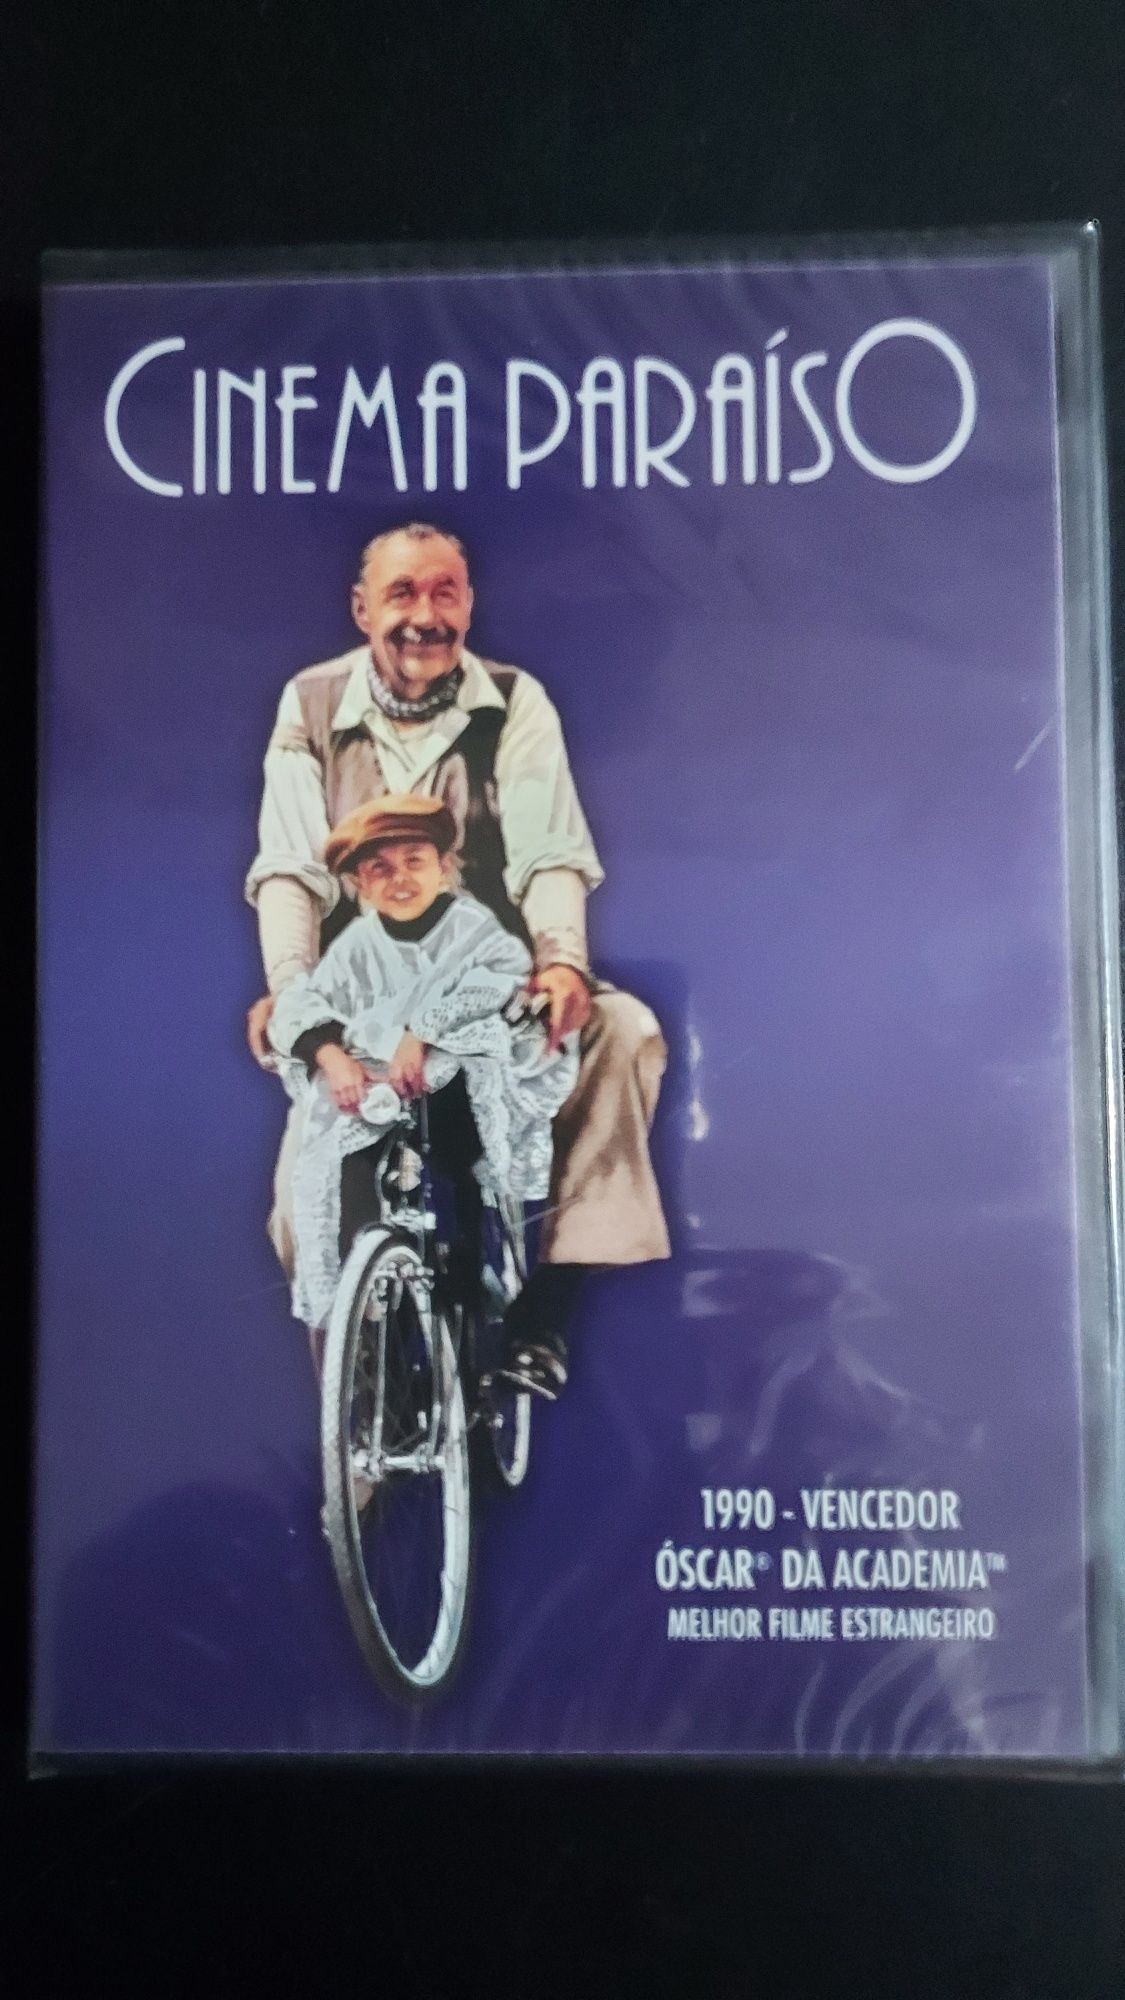 CINEMA PARAÍSO
1990 - VENCEDOR
ÓSCAR® DA ACADEMIA™
MELHOR FILME ESTRANGEIRO